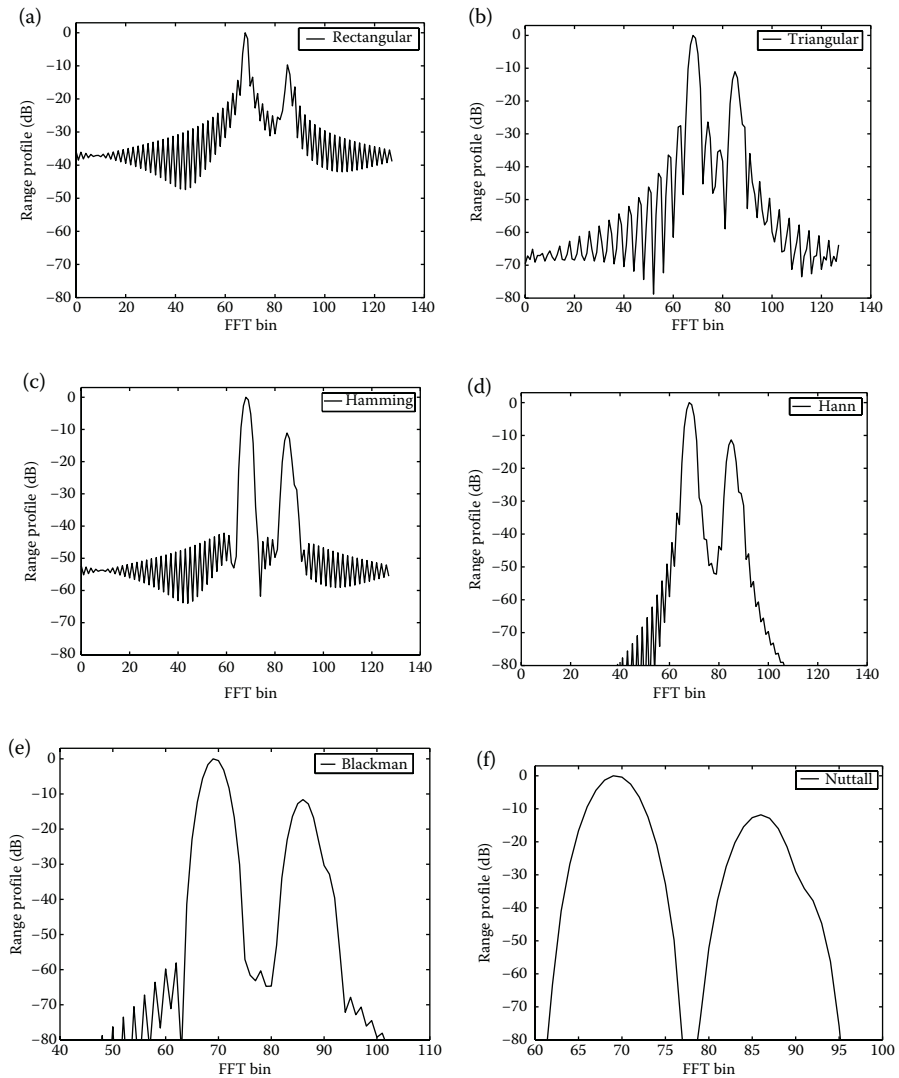 (a)
Rectangular
0
−10
−20
−30
−40
−50
−60
−70
−80
Range profile (dB)
0 20 40 60 80 100 120 140
FFT bin
(b)
Triangular
0
−10
−20
−30
−40
−50
−60
−70
−80
Range profile (dB)
0 20 40 60 80 100 120 140
FFT bin
(c)
Hamming
0
−10
−20
−30
−40
−50
−60
−70
−80
Range profile (dB)
0 20 40 60 80 100 120 140
FFT bin
(d)
Hann
0
−10
−20
−30
−40
−50
−60
−70
−80
Range profile (dB)
0 20 40 60 80 100 120 140
FFT bin
(e)
Blackman
0
−10
−20
−30
−40
−50
−60
−70
−80
Range profile (dB)
40 50 60 70 80 90 100 110
FFT bin
(f)
Nuttall
0
−10
−20
−30
−40
−50
−60
−70
−80
Range profile (dB)
60 65 70 75 80 85 90 95 100
FFT bin